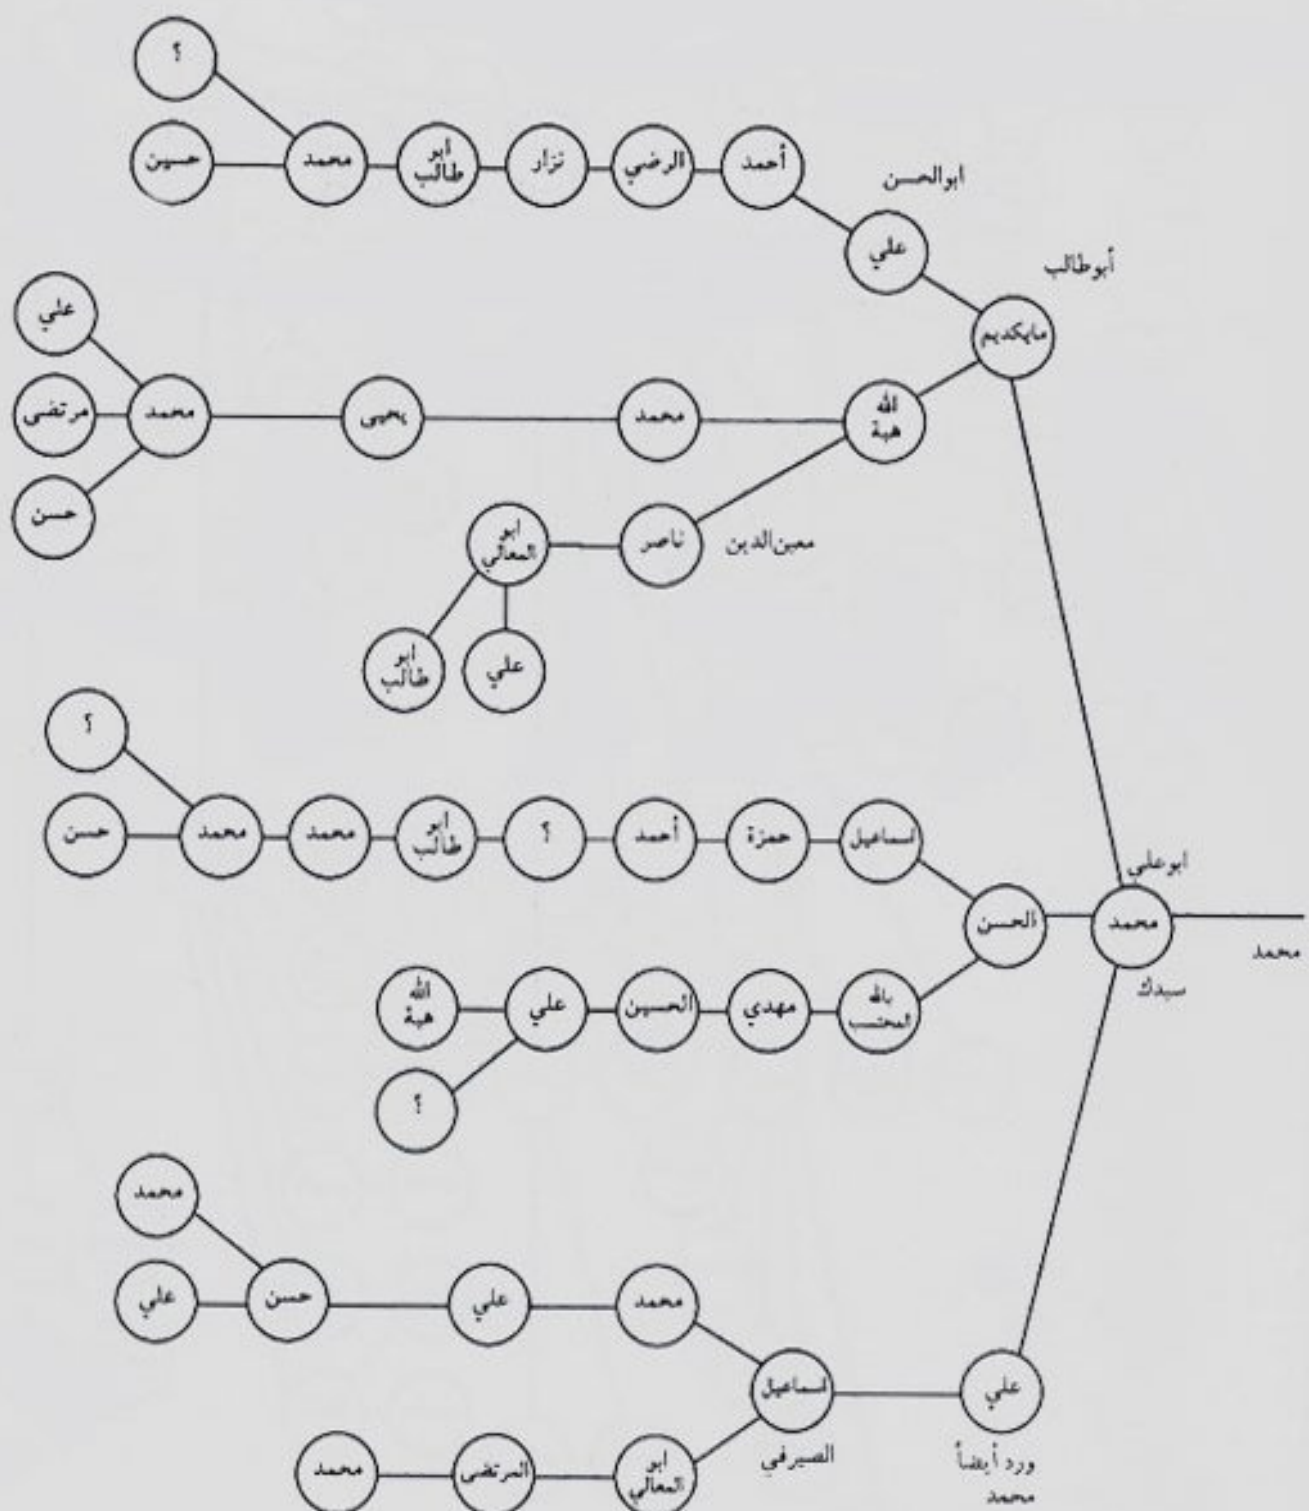 ؟
أحمد
الرضي
نزار
أبو
طالب
محمد
حسين
ابوالحسن
علي
أبوطالب
مايكديم
علي
الله
هبة
محمد
يحيى
محمد
مرتضى
حسن
معين الدين
ناصر
ابو
المعالي
علي
ابو
طالب
؟
اسماعيل
حمزة
أحمد
؟
ابو
طالب
محمد
محمد
حسن
ابوعلي
محمد
الحسن
محمد
سيدك
بالله
المحتسب
مهدي
الحسين
علي
الله
هبة
؟
محمد
محمد
علي
حسن
علي
علي
اسماعيل
ورد أيضاً
محمد
الصيرفي
ابو
المعالي
المرتضى
محمد